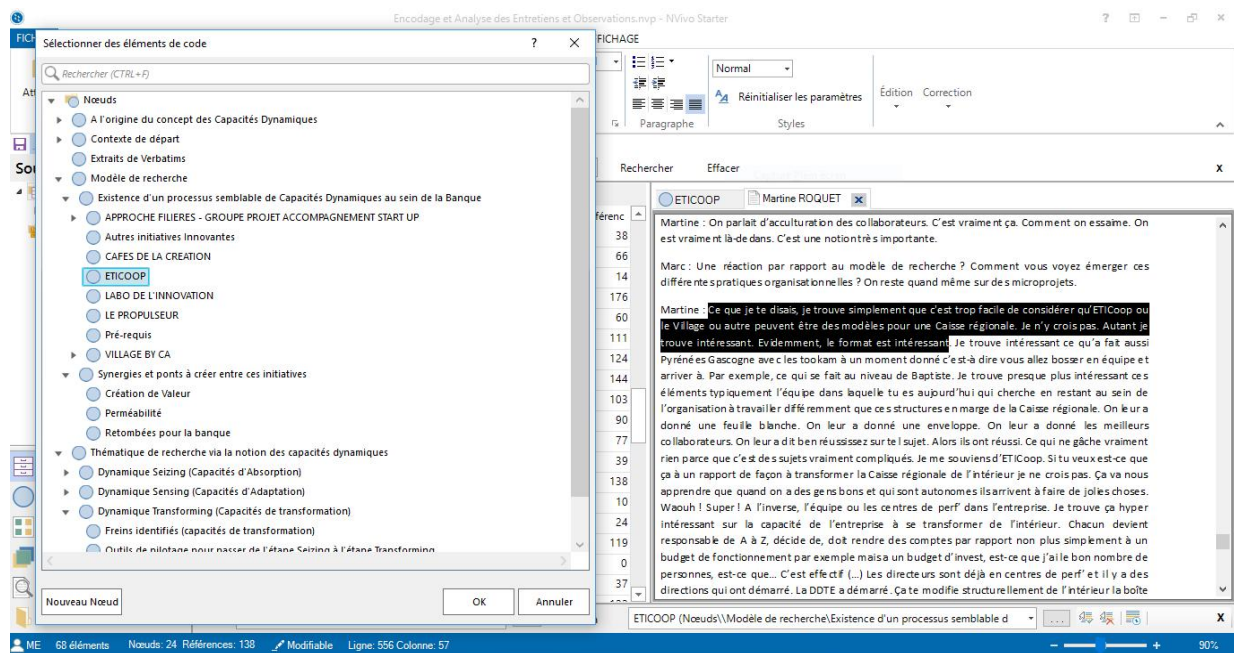 Encodage et Analyse des Entretiens et Observations.nvp - NVivo Starter
FICH
FICHAGE
Sélectionner des éléments de code
Rechercher (CTRL+F)
Nœuds
A l'origine du concept des Capacités Dynamiques
Contexte de départ
Extraits de Verbatims
Modèle de recherche
Existence d'un processus semblable de Capacités Dynamiques au sein de la Banque
APPROCHE FILIERES - GROUPE PROJET ACCOMPAGNEMENT START UP
Autres initiatives Innovantes
CAFES DE LA CREATION
ETICOOP
LABO DE L'INNOVATION
LE PROPULSEUR
Pré-requis
VILLAGE BY CA
Synergies et ponts à créer entre ces initiatives
Création de Valeur
Perméabilité
Retombées pour la banque
Thématique de recherche via la notion des capacités dynamiques
Dynamique Seizing (Capacités d'Absorption)
Dynamique Sensing (Capacités d'Adaptation)
Dynamique Transforming (Capacités de transformation)
Freins identifiés (capacités de transformation)
Outils de pilotage pour passer de l'étape Seizing à l'étape Transforming
Nouveau Nœud
OK
Annuler
Att
Sou
Normal
Réinitialiser les paramètres
Édition Correction
Paragraphe
Styles
Rechercher
Effacer
X
férenc
38
66
14
176
60
111
124
144
103
90
77
39
138
10
24
119
0
37
ETICOOP
Martine ROQUET
Martine : On parlait d'acculturation des collaborateurs. C'est vraiment ça. Comment on essaime. On
est vraiment là-dedans. C'est une notion très importante.
Marc : Une réaction par rapport au modèle de recherche ? Comment vous voyez émerger ces
différentes pratiques organisationnelles ? On reste quand même sur des microprojets.
Martine : Ce que je te disais, je trouve simplement que c'est trop facile de considérer qu'ETICoop ou
le Village ou autre peuvent être des modèles pour une Caisse régionale. Je n'y crois pas. Autant je
trouve intéressant. Evidemment, le format est intéressant. Je trouve intéressant ce qu'a fait aussi
Pyrénées Gascogne avec les tookam à un moment donné c'est-à dire vous allez bosser en équipe et
arriver à. Par exemple, ce qui se fait au niveau de Baptiste. Je trouve presque plus intéressant ces
éléments typiquement l'équipe dans laquelle tu es aujourd'hui qui cherche en restant au sein de
l'organisation à travailler différemment que ces structures en marge de la Caisse régionale. On leur a
donné une feuille blanche. On leur a donné une enveloppe. On leur a donné les meilleurs
collaborateurs. On leur a dit ben réussissez sur tel sujet. Alors ils ont réussi. Ce qui ne gâche vraiment
rien parce que c'est des sujets vraiment compliqués. Je me souviens d'ETICoop. Si tu veux est-ce que
ça à un rapport de façon à transformer la Caisse régionale de l'intérieur je ne crois pas. Ça va nous
apprendre que quand on a des gens bons et qui sont autonomes ils arrivent à faire de jolies choses.
Waouh ! Super ! A l'inverse, l'équipe ou les centres de perf' dans l'entreprise. Je trouve ça hyper
intéressant sur la capacité de l'entreprise à se transformer de l'intérieur. Chacun devient
responsable de A à Z, décide de, doit rendre des comptes par rapport non plus simplement à un
budget de fonctionnement par exemple mais a un budget d'invest, est-ce que j'ai le bon nombre de
personnes, est-ce que... C'est effectif (...) Les directeurs sont déjà en centres de perf' et il y a des
directions qui ont démarré. La DDTE a démarré. Ça te modifie structurellement de l'intérieur la boîte
ETICOOP (Nœuds\\Modèle de recherche\Existence d'un processus semblable d
X
ME 68 éléments Nœuds: 24 Références: 138 Modifiable Ligne: 556 Colonne: 57
90%